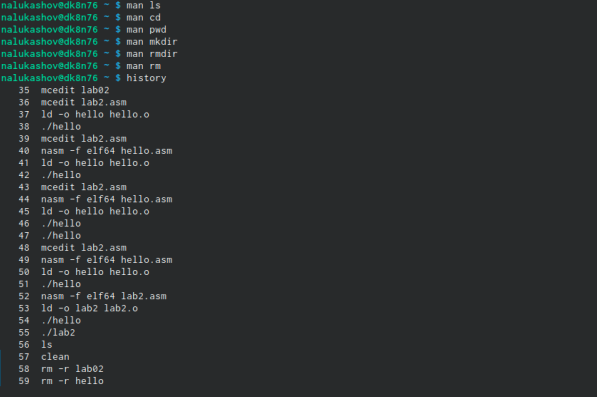 nalukashov@dk8n76 ~ $ man ls
nalukashov@dk8n76 ~ $ man cd
nalukashov@dk8n76 ~ $ man pwd
nalukashov@dk8n76 ~ $ man mkdir
nalukashov@dk8n76 ~ $ man rmdir
nalukashov@dk8n76 ~ $ man rm
nalukashov@dk8n76 ~ $ history
35 mcedit lab02
36 mcedit lab2.asm
37 ld -o hello hello.o
38 ./hello
39 mcedit lab2.asm
40 nasm -f elf64 hello.asm
41 ld -o hello hello.o
42 ./hello
43 mcedit lab2.asm
44 nasm -f elf64 hello.asm
45 ld -o hello hello.o
46 ./hello
47 ./hello
48 mcedit lab2.asm
49 nasm -f elf64 hello.asm
50 ld -o hello hello.o
51 ./hello
52 nasm -f elf64 lab2.asm
53 ld -o lab2 lab2.o
54 ./hello
55 ./lab2
56 ls
57 clean
58 rm -r lab02
59 rm -r hello